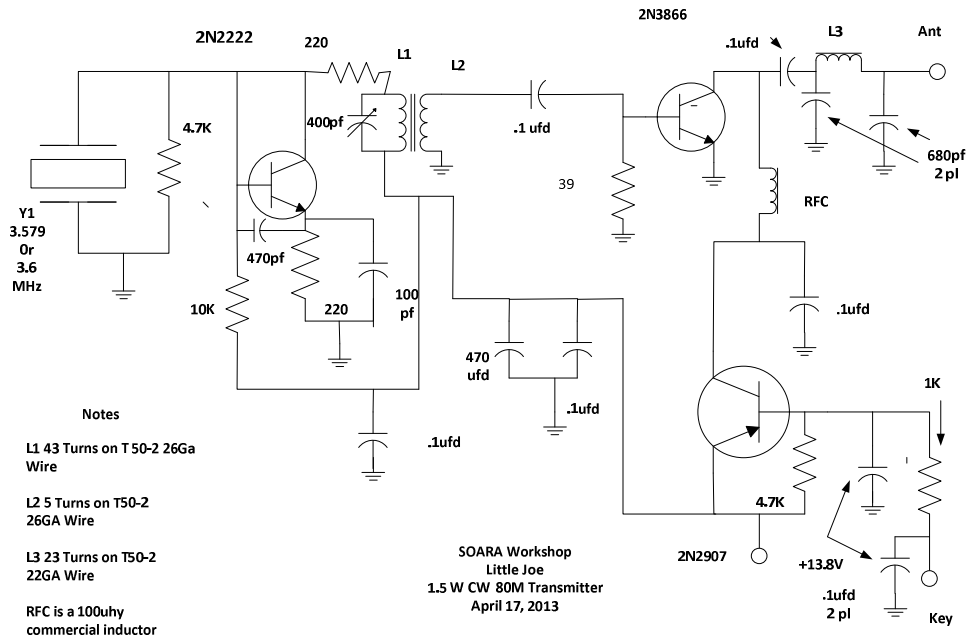 2N3866
2N2222
220
L1
L2
.1ufd
L3
Ant
4.7K
400pf
.1 ufd
680pf
2 pl
39
RFC
Y1
3.579
Or
3.6
MHz
470pf
10K
220
100
pf
470
ufd
.1ufd
.1ufd
1K
.1ufd
4.7K
2N2907
+13.8V
.1ufd
2 pl
Key
Notes
L1 43 Turns on T 50-2 26Ga
Wire
L2 5 Turns on T50-2
26GA Wire
L3 23 Turns on T50-2
22GA Wire
RFC is a 100uhy
commercial inductor
SOARA Workshop
Little Joe
1.5 W CW 80M Transmitter
April 17, 2013